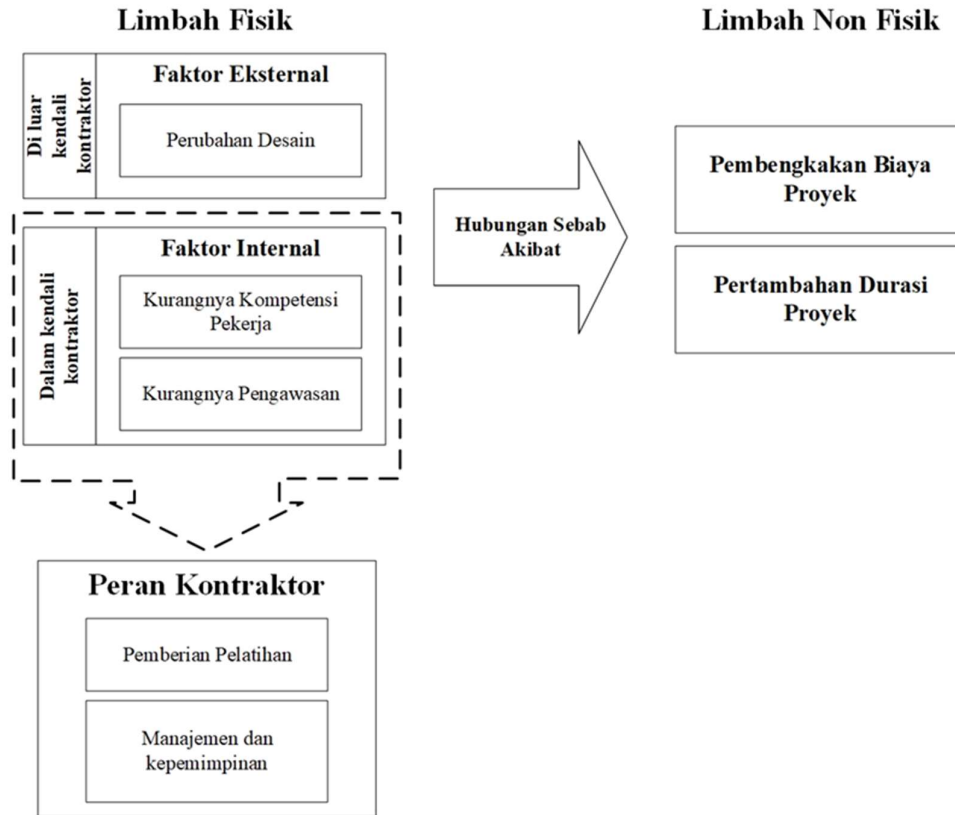 Limbah Fisik
Limbah Non Fisik
Di luar
kendali
kontraktor
Faktor Eksternal
Perubahan Desain
Dalam kendali
kontraktor
Faktor Internal
Kurangnya Kompetensi
Pekerja
Kurangnya Pengawasan
Hubungan Sebab
Akibat
Pembengkakan Biaya
Proyek
Pertambahan Durasi
Proyek
Peran Kontraktor
Pemberian Pelatihan
Manajemen dan
kepemimpinan